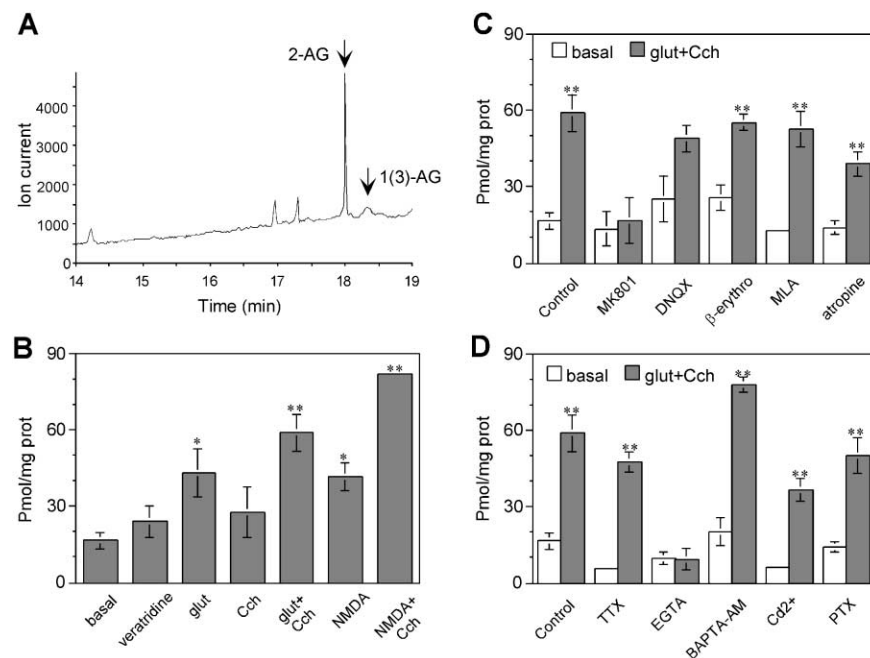 A
2-AG
1(3)-AG
Ion current
4000
3000
2000
1000
0
14 15 16 17 18 19
Time (min)
B
Pmol/mg prot
90
60
30
0
* ** * **
basal
veratridine
glut
Cch
glut+
Cch
NMDA
NMDA+
Cch
C
basal glut+Cch
Pmol/mg prot
90
60
30
0
** ** ** **
Control
MK801
DNQX
β-erythro
MLA
atropine
D
basal glut+Cch
Pmol/mg prot
90
60
30
0
** ** ** ** **
Control
TTX
EGTA
BAPTA-AM
Cd2+
PTX